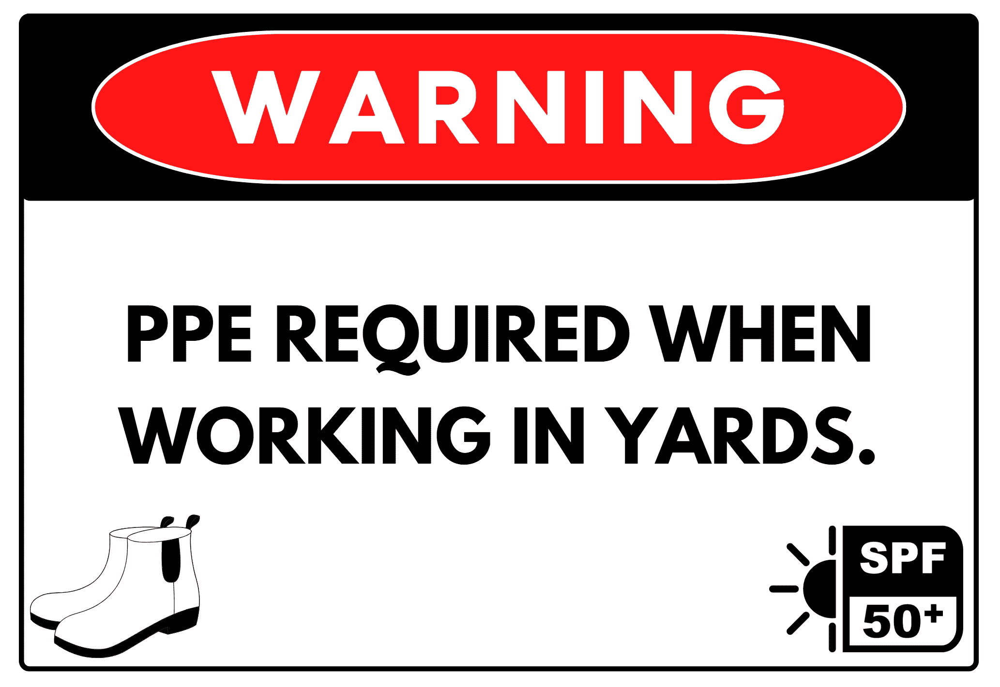 WARNING
PPE REQUIRED WHEN
WORKING IN YARDS.
SPF
50+